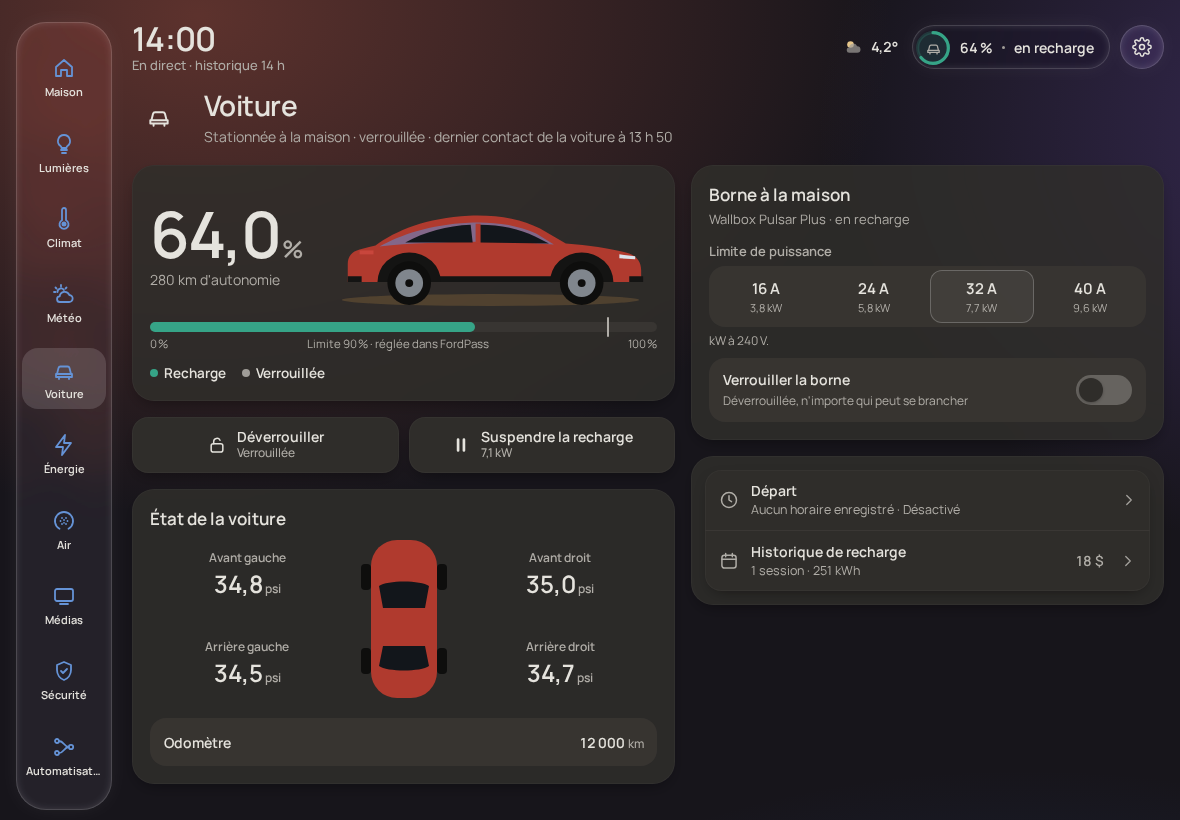 14:00
En direct · historique 14 h
4,2°
64 % · en recharge
Maison
Lumières
Climat
Météo
Voiture
Énergie
Air
Médias
Sécurité
Automatisat…
Voiture
Stationnée à la maison · verrouillée · dernier contact de la voiture à 13 h 50
64,0 %
280 km d'autonomie
0 %
Limite 90 % · réglée dans FordPass
100 %
Recharge
Verrouillée
Déverrouiller
Verrouillée
Suspendre la recharge
7,1 kW
État de la voiture
Avant gauche
34,8 psi
Avant droit
35,0 psi
Arrière gauche
34,5 psi
Arrière droit
34,7 psi
Odomètre
12 000 km
Borne à la maison
Wallbox Pulsar Plus · en recharge
Limite de puissance
16 A
3,8 kW
24 A
5,8 kW
32 A
7,7 kW
40 A
9,6 kW
kW à 240 V.
Verrouiller la borne
Déverrouillée, n'importe qui peut se brancher
Départ
Aucun horaire enregistré · Désactivé
Historique de recharge
1 session · 251 kWh
18 $